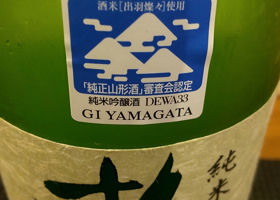 酒米［出羽燦々］使用
「純正山形酒」審査会認定
純米吟醸酒 DEWA33
GI YAMAGATA
純米